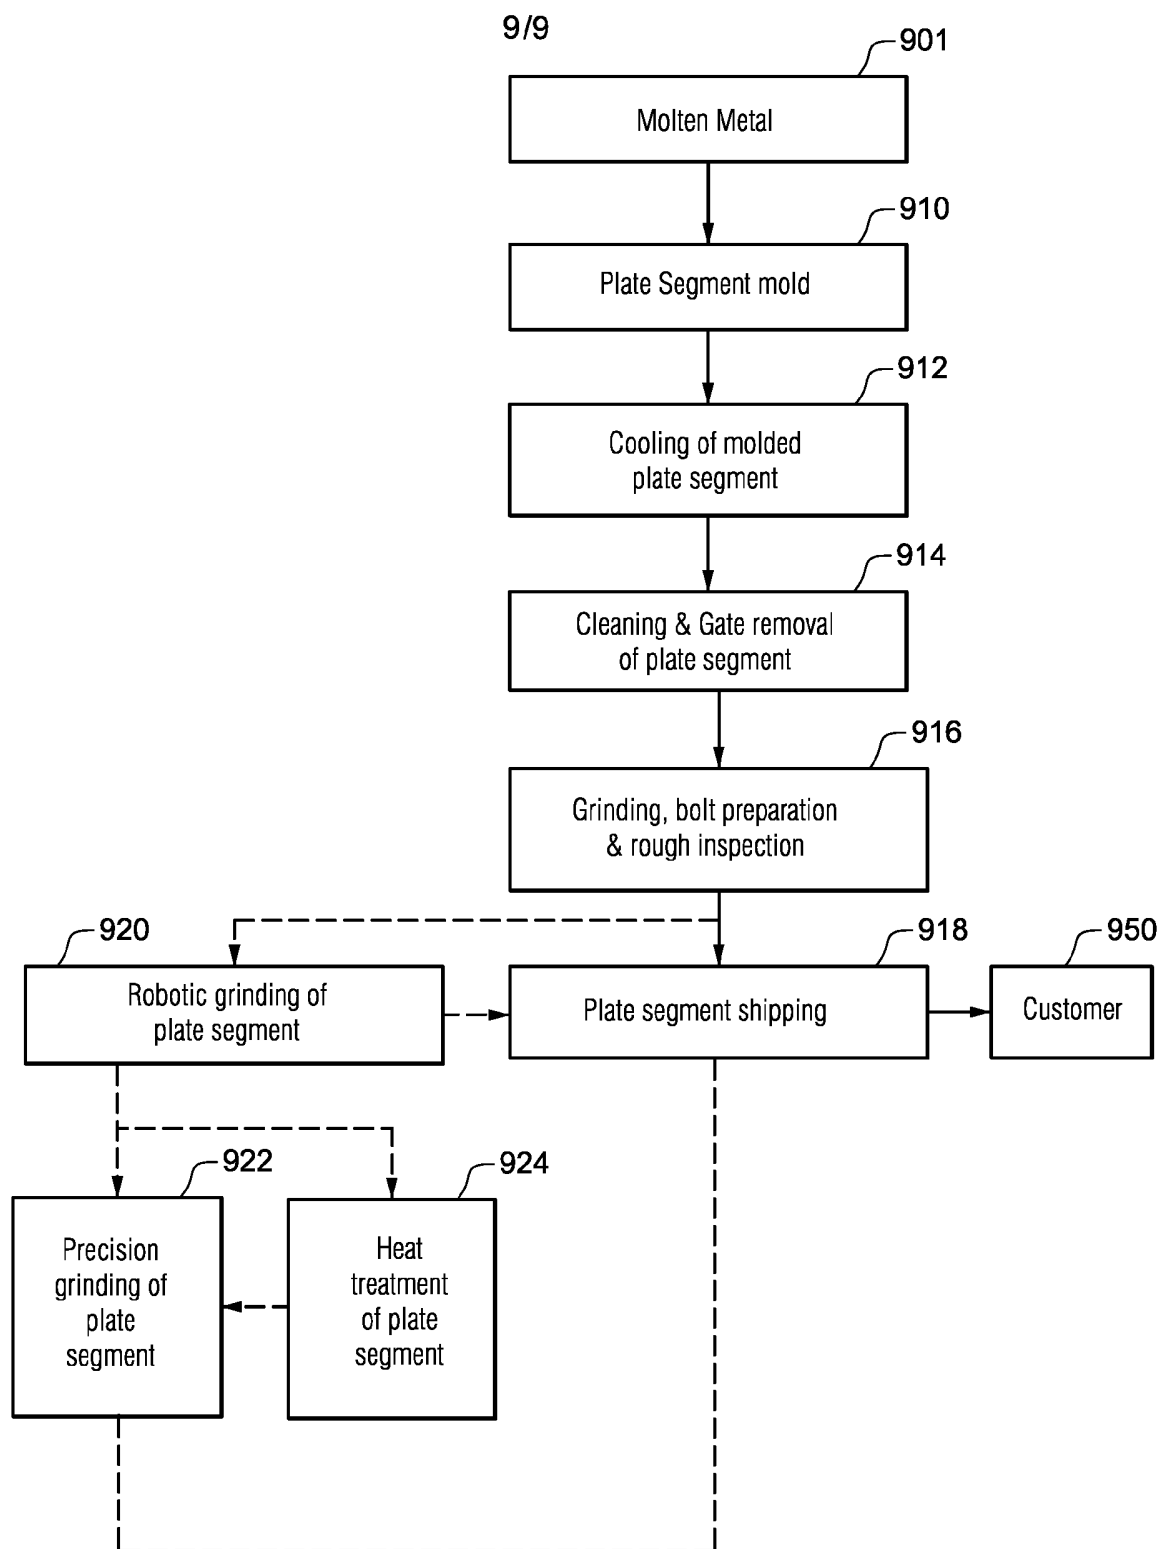 9/9
901
Molten Metal
910
Plate Segment mold
912
Cooling of molded
plate segment
914
Cleaning & Gate removal
of plate segment
916
Grinding, bolt preparation
& rough inspection
920
Robotic grinding of
plate segment
918
Plate segment shipping
950
Customer
922
Precision
grinding of
plate
segment
924
Heat
treatment
of plate
segment